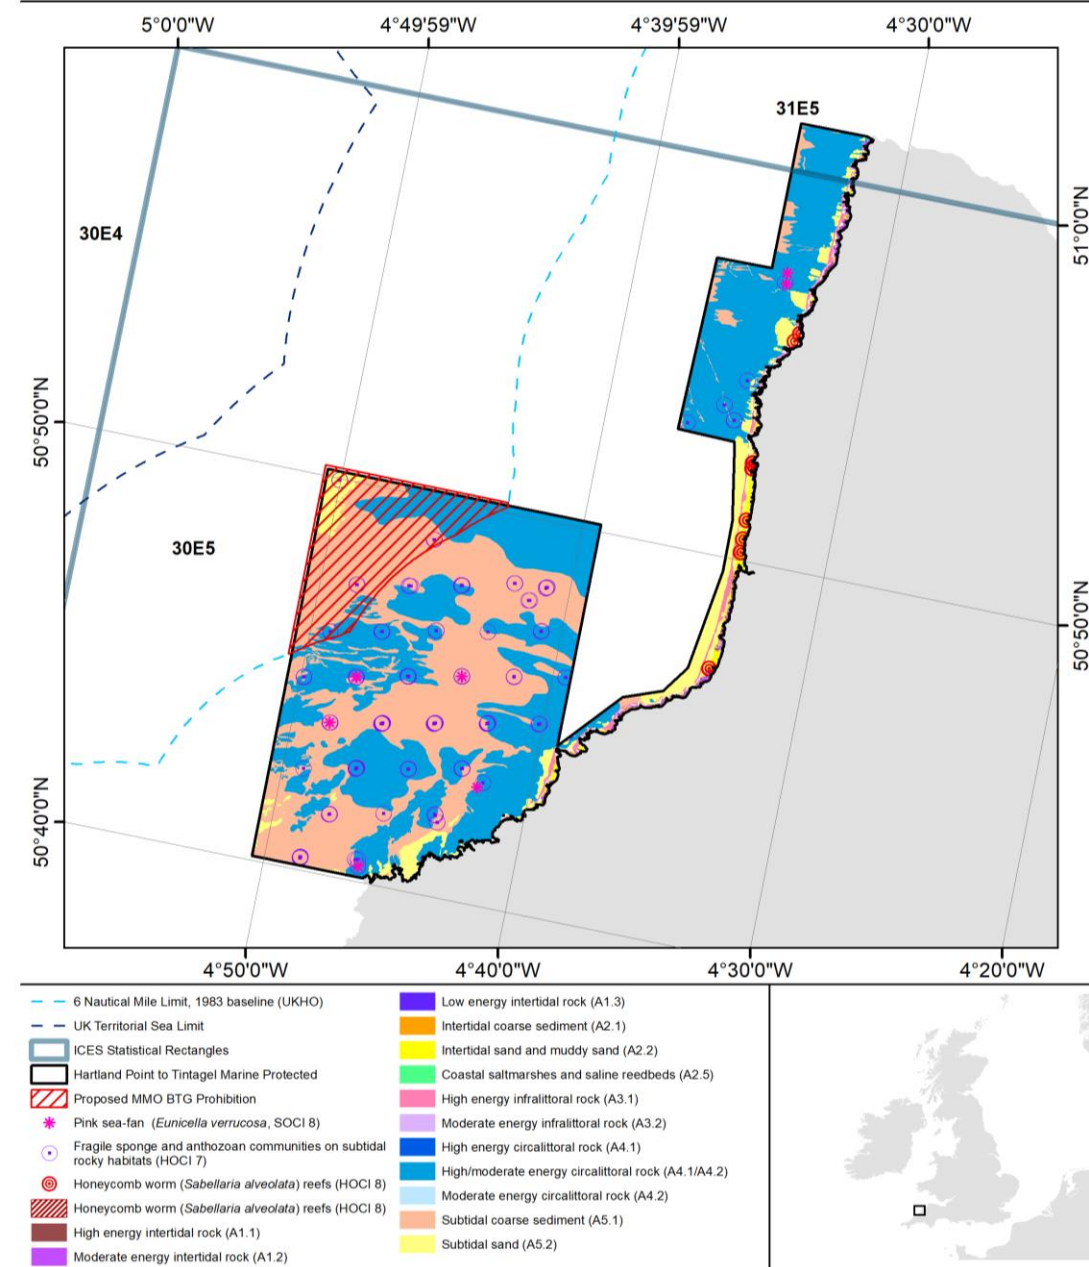 5°0'0"W 4°49'59"W 4°39'59"W 4°30'0"W
31E5
51°0'0"N
30E4
50°50'0"N
30E5
50°50'0"N
50°40'0"N
4°50'0"W 4°40'0"W 4°30'0"W 4°20'0"W
6 Nautical Mile Limit, 1983 baseline (UKHO)
UK Territorial Sea Limit
ICES Statistical Rectangles
Hartland Point to Tintagel Marine Protected
Proposed MMO BTG Prohibition
Pink sea-fan (Eunicella verrucosa, SOCI 8)
Fragile sponge and anthozoan communities on subtidal
rocky habitats (HOCI 7)
Honeycomb worm (Sabellaria alveolata) reefs (HOCI 8)
Honeycomb worm (Sabellaria alveolata) reefs (HOCI 8)
High energy intertidal rock (A1.1)
Moderate energy intertidal rock (A1.2)
Low energy intertidal rock (A1.3)
Intertidal coarse sediment (A2.1)
Intertidal sand and muddy sand (A2.2)
Coastal saltmarshes and saline reedbeds (A2.5)
High energy infralittoral rock (A3.1)
Moderate energy infralittoral rock (A3.2)
High energy circalittoral rock (A4.1)
High/moderate energy circalittoral rock (A4.1/A4.2)
Moderate energy circalittoral rock (A4.2)
Subtidal coarse sediment (A5.1)
Subtidal sand (A5.2)